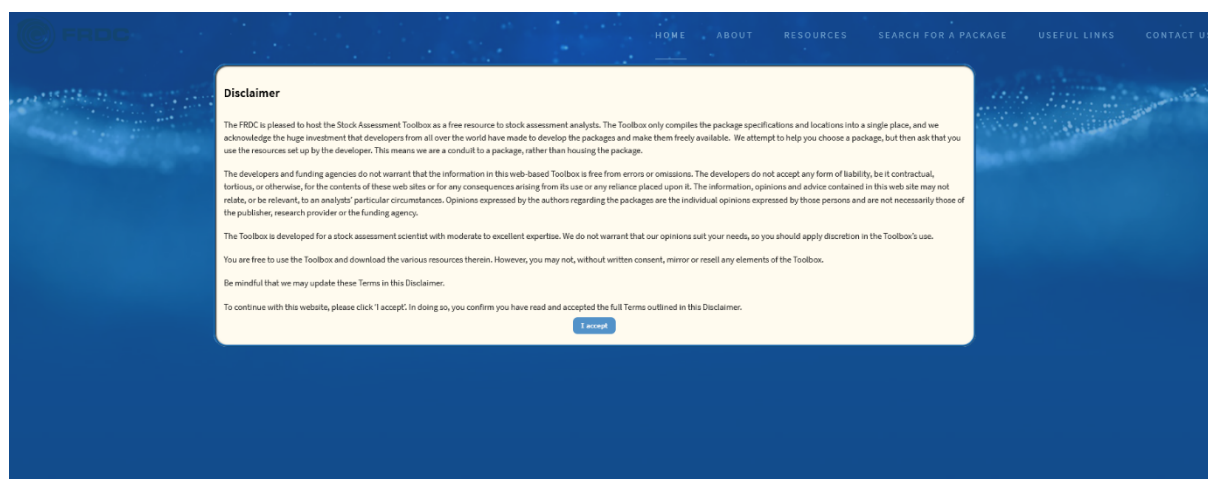 FRDC
HOME ABOUT RESOURCES SEARCH FOR A PACKAGE USEFUL LINKS CONTACT US
Disclaimer
The FRDC is pleased to host the Stock Assessment Toolbox as a free resource to stock assessment analysts. The Toolbox only compiles the package specifications and locations into a single place, and we
acknowledge the huge investment that developers from all over the world have made to develop the packages and make them freely available. We attempt to help you choose a package, but then ask that you
use the resources set up by the developer. This means we are a conduit to a package, rather than housing the package.
The developers and funding agencies do not warrant that the information in this web-based Toolbox is free from errors or omissions. The developers do not accept any form of liability, be it contractual,
tortious, or otherwise, for the contents of these web sites or for any consequences arising from its use or any reliance placed upon it. The information, opinions and advice contained in this web site may not
relate, or be relevant, to an analysts' particular circumstances. Opinions expressed by the authors regarding the packages are the individual opinions expressed by those persons and are not necessarily those of
the publisher, research provider or the funding agency.
The Toolbox is developed for a stock assessment scientist with moderate to excellent expertise. We do not warrant that our opinions suit your needs, so you should apply discretion in the Toolbox's use.
You are free to use the Toolbox and download the various resources therein. However, you may not, without written consent, mirror or resell any elements of the Toolbox.
Be mindful that we may update these Terms in this Disclaimer.
To continue with this website, please click 'I accept'. In doing so, you confirm you have read and accepted the full Terms outlined in this Disclaimer.
I accept